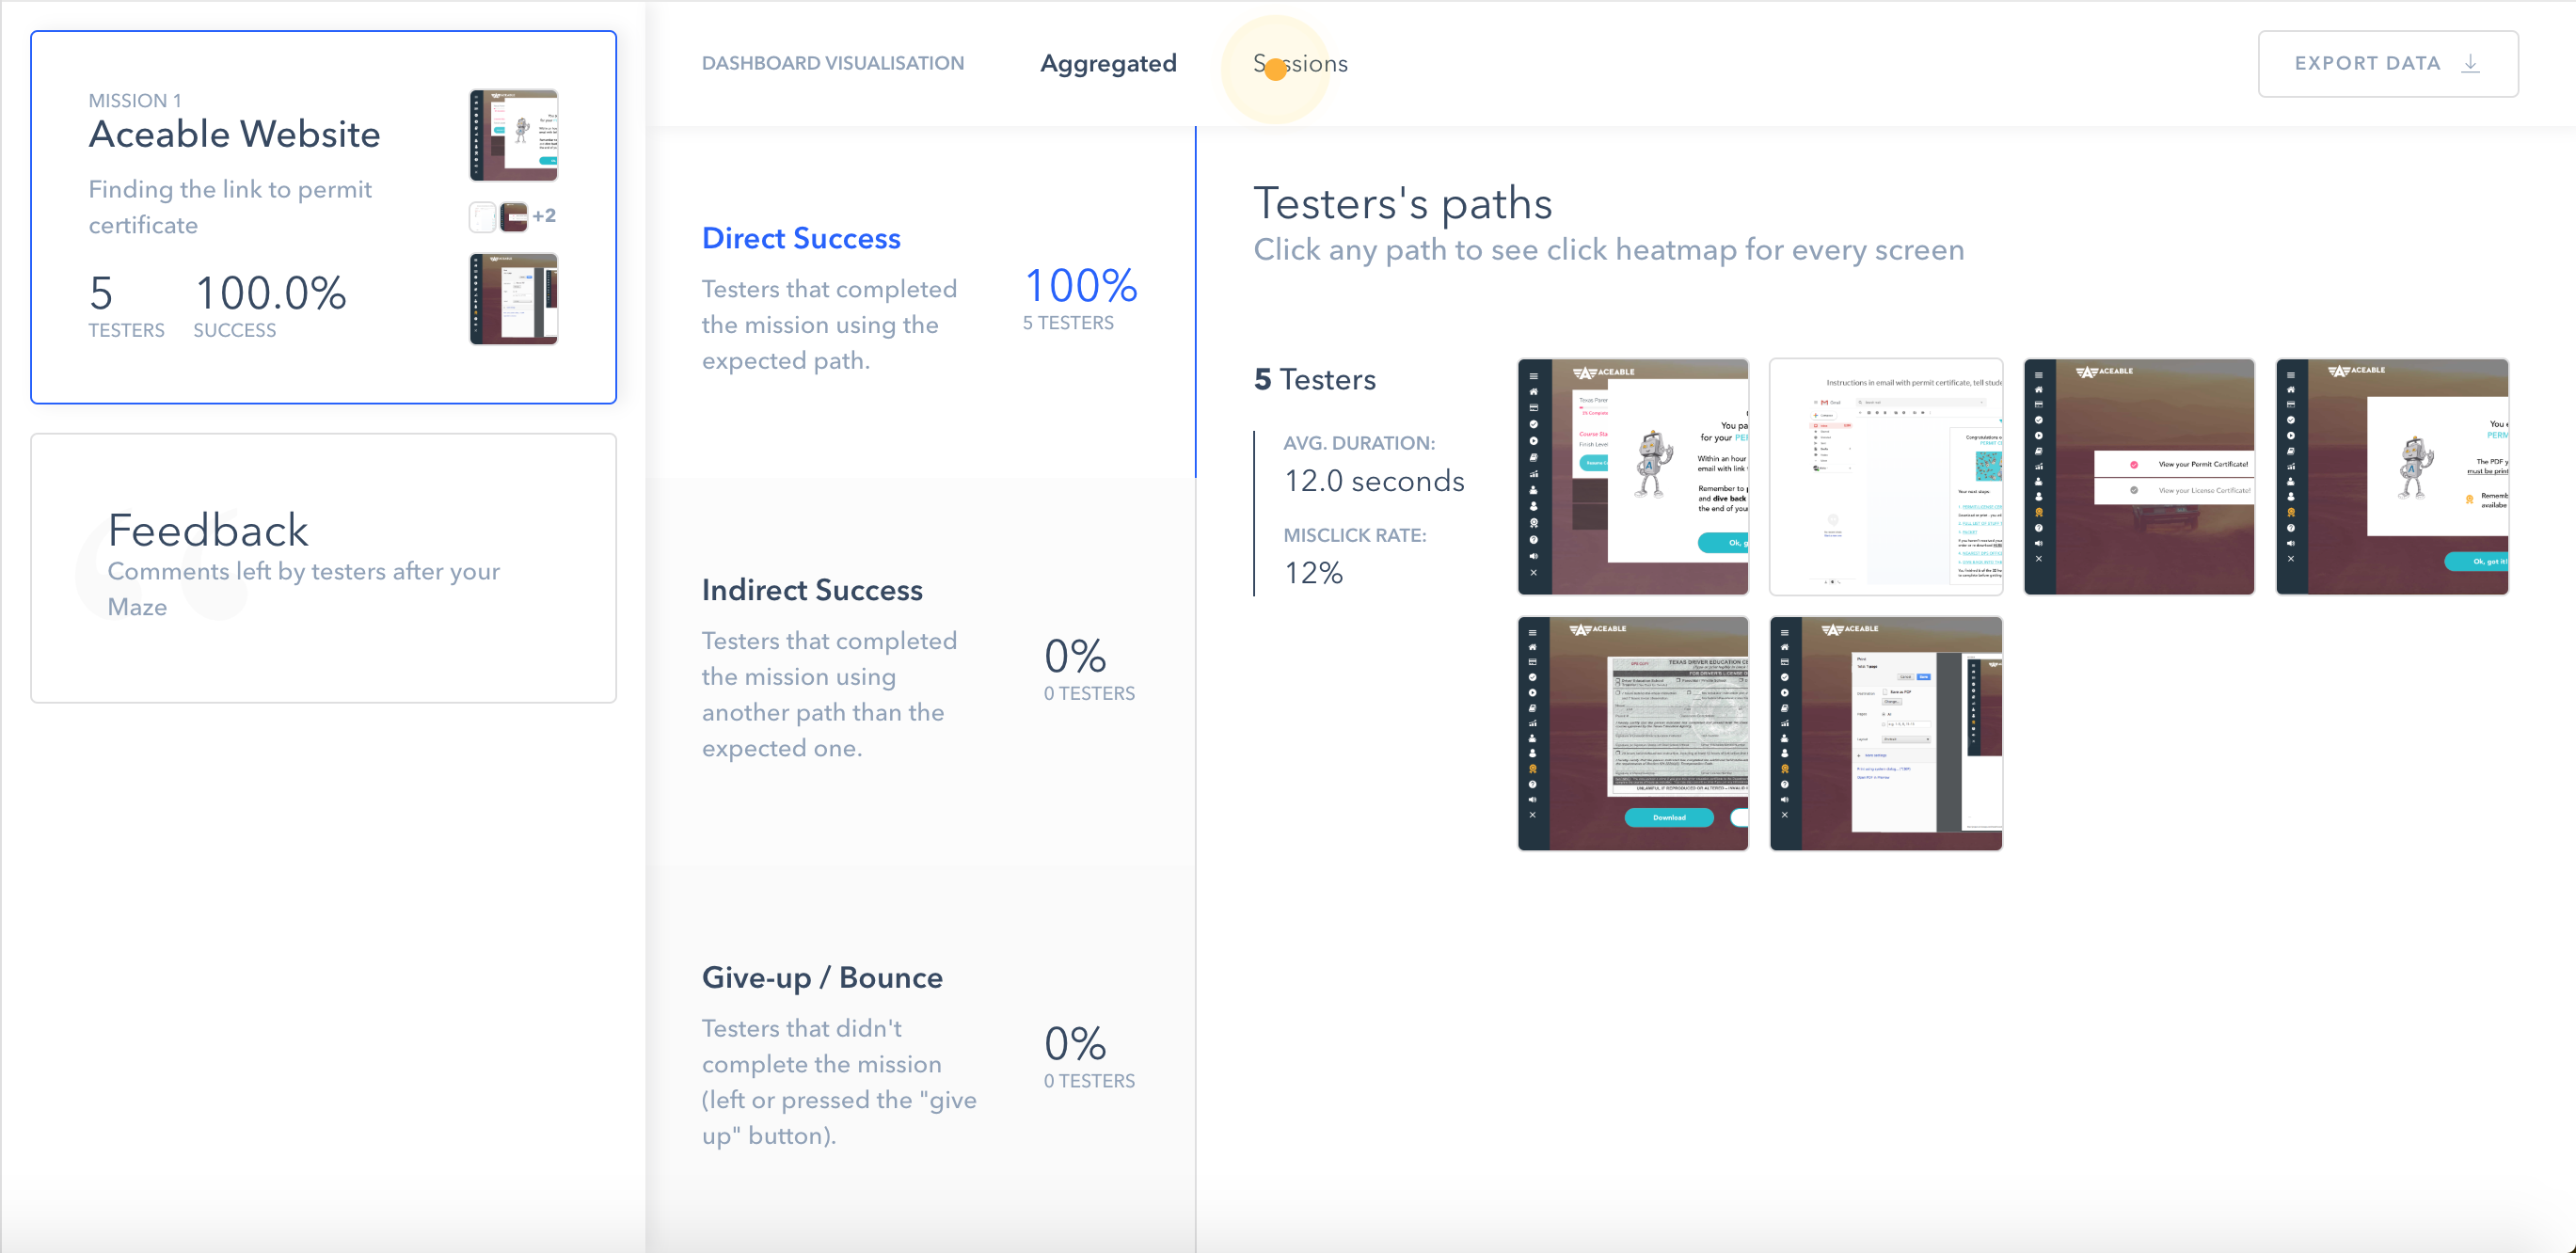 MISSION 1
Aceable Website
Finding the link to permit
certificate
+2
5
TESTERS
100.0%
SUCCESS
Feedback
Comments left by testers after your
Maze
DASHBOARD VISUALISATION
Aggregated
Sessions
EXPORT DATA
Direct Success
Testers that completed
the mission using the
expected path.
100%
5 TESTERS
Indirect Success
Testers that completed
the mission using
another path than the
expected one.
0%
0 TESTERS
Give-up / Bounce
Testers that didn't
complete the mission
(left or pressed the "give
up" button).
0%
0 TESTERS
Testers's paths
Click any path to see click heatmap for every screen
5 Testers
AVG. DURATION:
12.0 seconds
MISCLICK RATE:
12%
ACEABLE
You pa
for your PE
Within an hour
email with link
Remember to
and dive back
the end of your
Ok, g
Instructions in email with permit certificate, tell stude
ACEABLE
View your Permit Certificate!
View your License Certificate!
ACEABLE
You
PERM
The PDF y
must be print
Rememb
availabe
Ok, got it!
ACEABLE
TEXAS DRIVER EDUCATION CE
UNLAWFUL IF REPRODUCED OR ALTERED
Download
ACEABLE